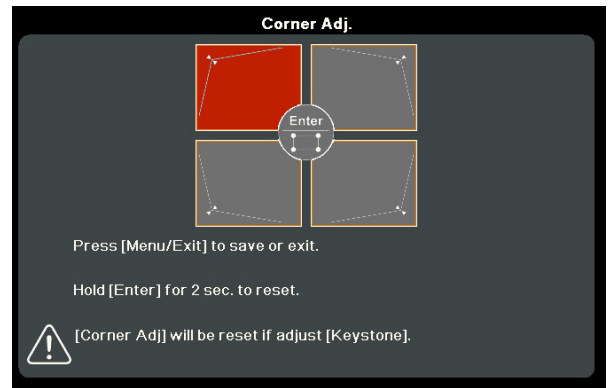 Corner Adj.
Enter
Press [Menu/Exit] to save or exit.
Hold [Enter] for 2 sec. to reset.
[Corner Adj] will be reset if adjust [Keystone].